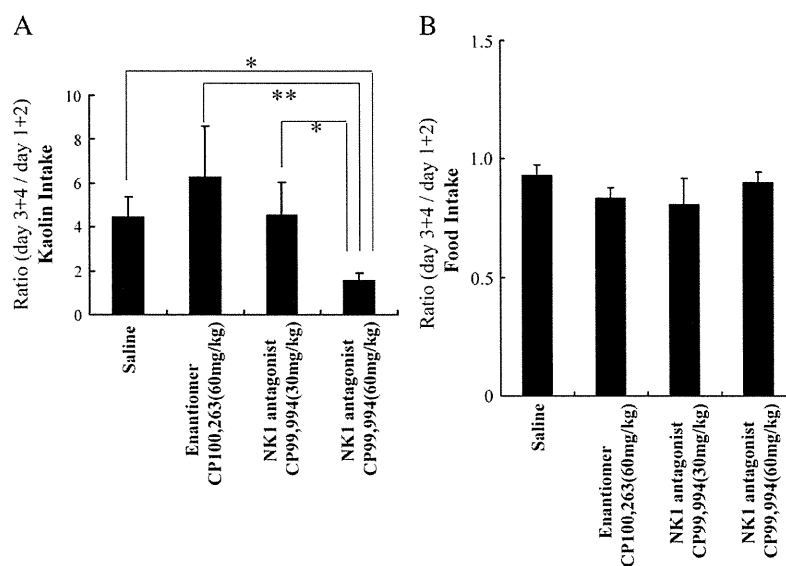 A
Ratio (day 3+4 / day 1+2)
Kaolin Intake
10
8
6
4
2
0
*
**
*
Saline
Enantiomer
CP100,263(60mg/kg)
NK1 antagonist
CP99,994(30mg/kg)
NK1 antagonist
CP99,994(60mg/kg)
B
Ratio (day 3+4 / day 1+2)
Food Intake
1.5
1.0
0.5
0
Saline
Enantiomer
CP100,263(60mg/kg)
NK1 antagonist
CP99,994(30mg/kg)
NK1 antagonist
CP99,994(60mg/kg)